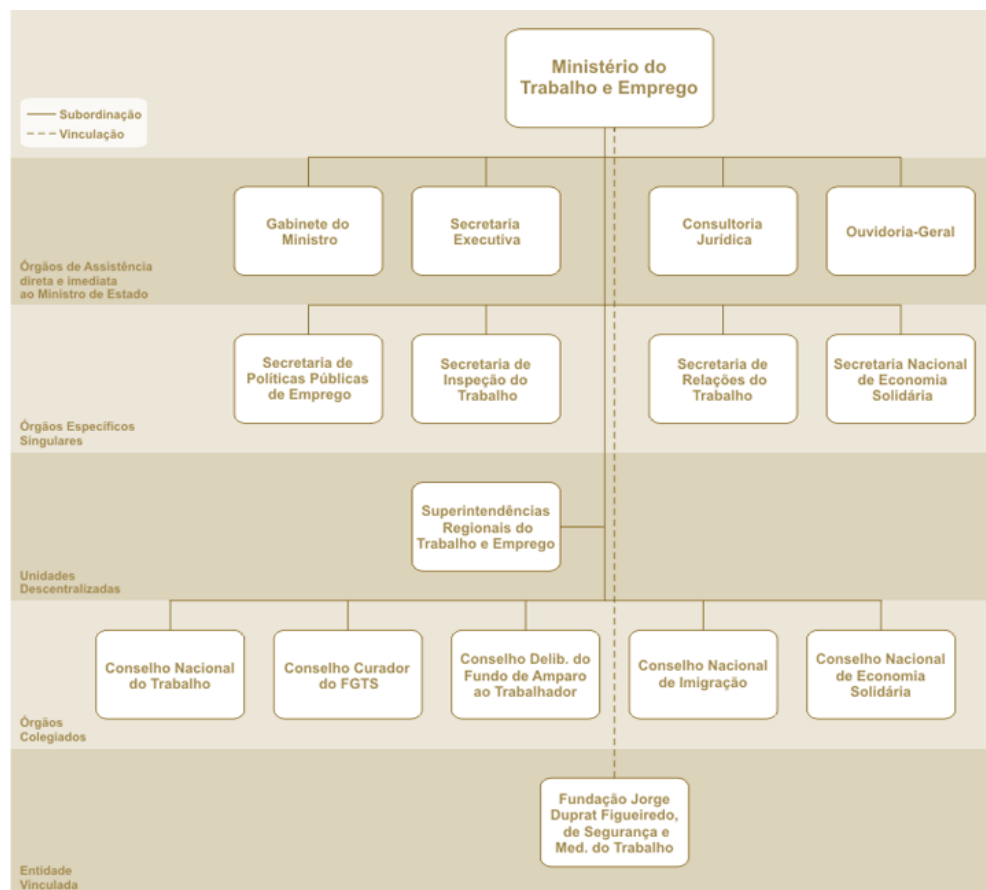 Ministério do
Trabalho e Emprego
Subordinação
Vinculação
Gabinete do
Ministro
Secretaria
Executiva
Consultoria
Jurídica
Ouvidoria-Geral
Órgãos de Assistência
direta e imediata
ao Ministro de Estado
Secretaria de
Políticas Públicas
de Emprego
Secretaria de
Inspeção do
Trabalho
Secretaria de
Relações do
Trabalho
Secretaria Nacional
de Economia
Solidária
Órgãos Específicos
Singulares
Superintendências
Regionais do
Trabalho e Emprego
Unidades
Descentralizadas
Conselho Nacional
do Trabalho
Conselho Curador
do FGTS
Conselho Delib. do
Fundo de Amparo
ao Trabalhador
Conselho Nacional
de Imigração
Conselho Nacional
de Economia
Solidária
Órgãos
Colegiados
Fundação Jorge
Duprat Figueiredo,
de Segurança e
Med. do Trabalho
Entidade
Vinculada